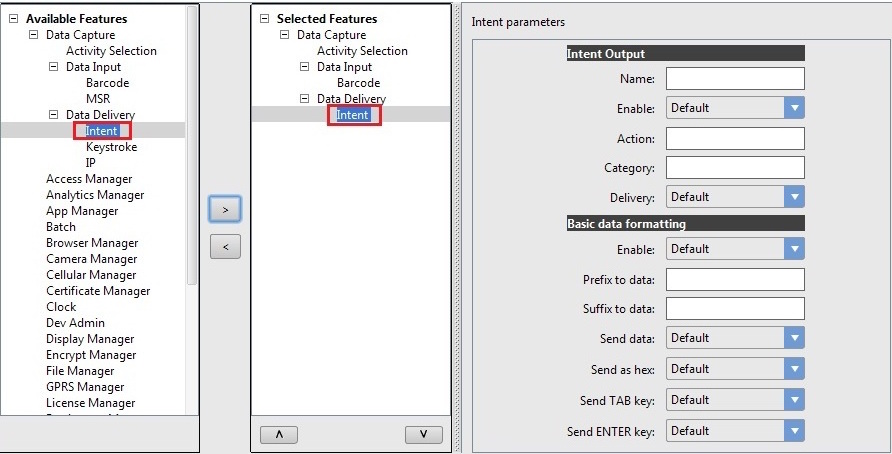 Available Features
Data Capture
Activity Selection
Data Input
Barcode
MSR
Data Delivery
Intent
Keystroke
IP
Access Manager
Analytics Manager
App Manager
Batch
Browser Manager
Camera Manager
Cellular Manager
Certificate Manager
Clock
Dev Admin
Display Manager
Encrypt Manager
File Manager
GPRS Manager
License Manager
>
<
Selected Features
Data Capture
Activity Selection
Data Input
Barcode
Data Delivery
Intent
Intent parameters
Intent Output
Name:
Enable: Default
Action:
Category:
Delivery: Default
Basic data formatting
Enable: Default
Prefix to data:
Suffix to data:
Send data: Default
Send as hex: Default
Send TAB key: Default
Send ENTER key: Default